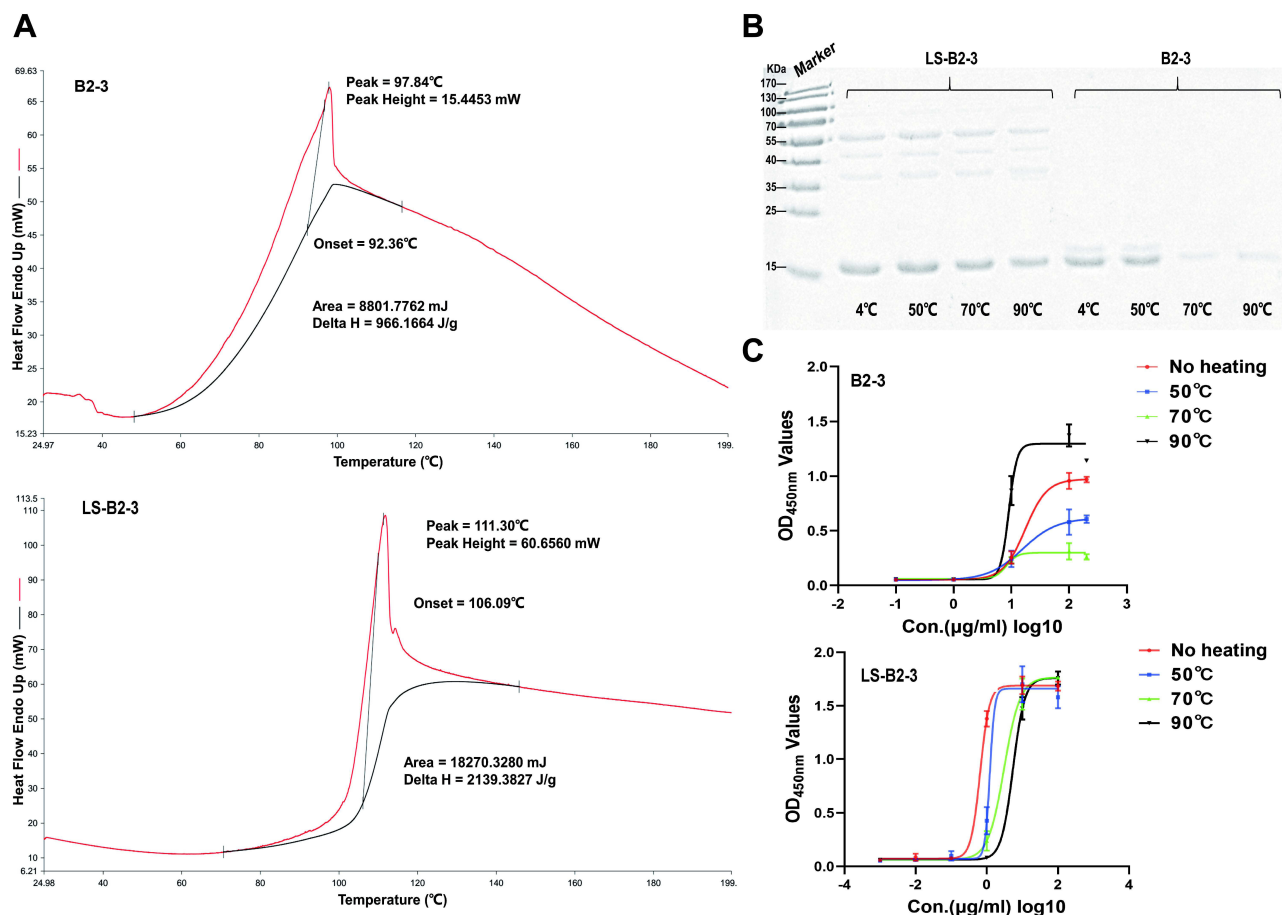 A
B2-3
Peak = 97.84℃
Peak Height = 15.4453 mW
Onset = 92.36℃
Area = 8801.7762 mJ
Delta H = 966.1664 J/g
Heat Flow Endo Up (mW)
69.63
65
60
55
50
45
40
35
30
25
20
15.23
24.97
40
60
80
100
120
140
160
180
199.
Temperature (℃)
LS-B2-3
Peak = 111.30℃
Peak Height = 60.6560 mW
Onset = 106.09℃
Area = 18270.3280 mJ
Delta H = 2139.3827 J/g
Heat Flow Endo Up (mW)
113.5
110
100
90
80
70
60
50
40
30
20
10
6.21
24.98
40
60
80
100
120
140
160
180
199.
Temperature (℃)
B
KDa
Marker
LS-B2-3
B2-3
170
130
100
70
55
40
35
25
15
4℃ 50℃ 70℃ 90℃ 4℃ 50℃ 70℃ 90℃
C
B2-3
OD450nm Values
2.0
1.5
1.0
0.5
0.0
-2 -1 0 1 2 3
Con.(μg/ml) log10
No heating
50℃
70℃
90℃
LS-B2-3
OD450nm Values
2.0
1.5
1.0
0.5
0.0
-4 -2 0 2 4
Con.(μg/ml) log10
No heating
50℃
70℃
90℃